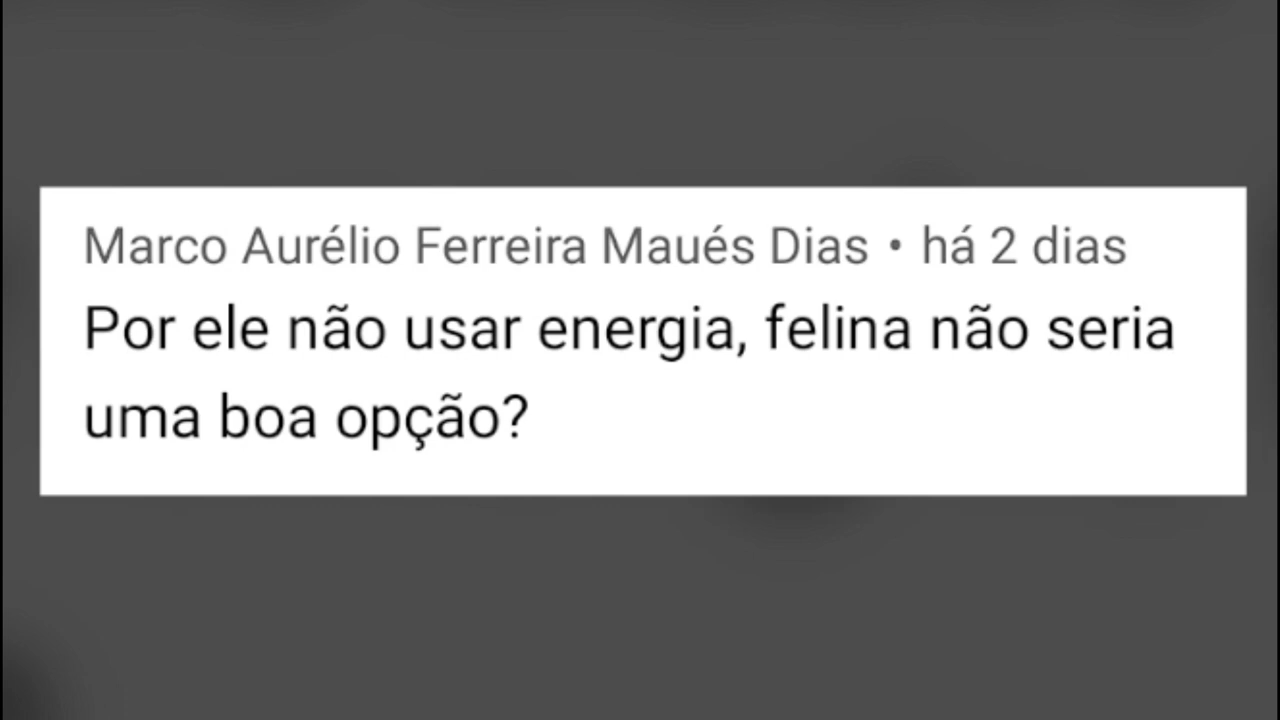 Marco Aurélio Ferreira Maués Dias • há 2 dias
Por ele não usar energia, felina não seria
uma boa opção?